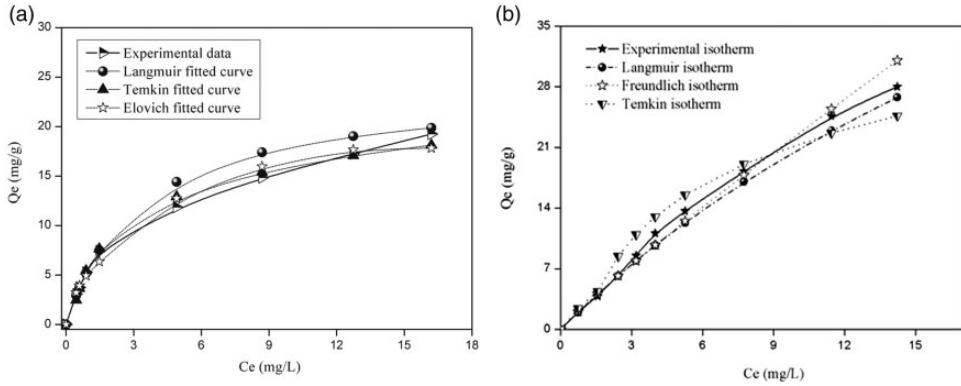 (a)
30
25
20
15
10
5
0
Qe (mg/g)
Experimental data
Langmuir fitted curve
Temkin fitted curve
Elovich fitted curve
0 3 6 9 12 15 18
Ce (mg/L)
(b)
35
28
21
14
7
0
Qe (mg/g)
Experimental isotherm
Langmuir isotherm
Freundlich isotherm
Temkin isotherm
0 3 6 9 12 15
Ce (mg/L)